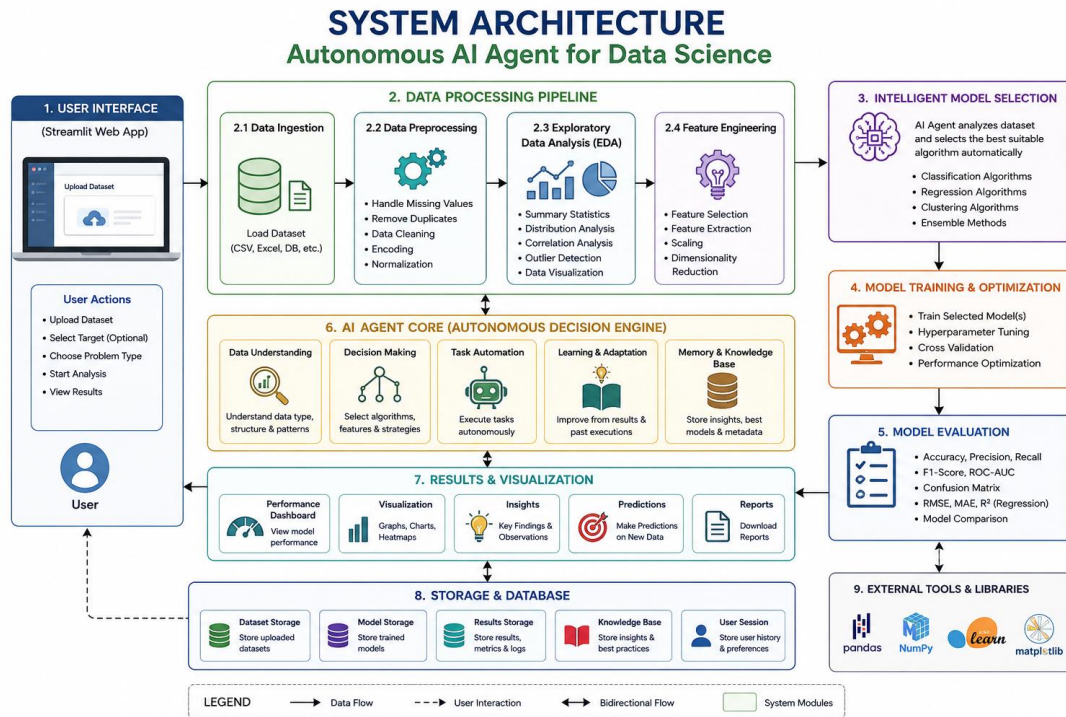 SYSTEM ARCHITECTURE
Autonomous AI Agent for Data Science
1. USER INTERFACE
(Streamlit Web App)
Upload Dataset
User Actions
• Upload Dataset
• Select Target (Optional)
• Choose Problem Type
• Start Analysis
• View Results
User
2. DATA PROCESSING PIPELINE
2.1 Data Ingestion
Load Dataset
(CSV, Excel, DB, etc.)
2.2 Data Preprocessing
• Handle Missing Values
• Remove Duplicates
• Data Cleaning
• Encoding
• Normalization
2.3 Exploratory
Data Analysis (EDA)
• Summary Statistics
• Distribution Analysis
• Correlation Analysis
• Outlier Detection
• Data Visualization
2.4 Feature Engineering
• Feature Selection
• Feature Extraction
• Scaling
• Dimensionality
Reduction
3. INTELLIGENT MODEL SELECTION
AI Agent analyzes dataset
and selects the best suitable
algorithm automatically
• Classification Algorithms
• Regression Algorithms
• Clustering Algorithms
• Ensemble Methods
4. MODEL TRAINING & OPTIMIZATION
• Train Selected Model(s)
• Hyperparameter Tuning
• Cross Validation
• Performance Optimization
5. MODEL EVALUATION
• Accuracy, Precision, Recall
• F1-Score, ROC-AUC
• Confusion Matrix
• RMSE, MAE, R² (Regression)
• Model Comparison
6. AI AGENT CORE (AUTONOMOUS DECISION ENGINE)
Data Understanding
Understand data type,
structure & patterns
Decision Making
Select algorithms,
features & strategies
Task Automation
Execute tasks
autonomously
Learning & Adaptation
Improve from results &
past executions
Memory & Knowledge
Base
Store insights, best
models & metadata
7. RESULTS & VISUALIZATION
Performance
Dashboard
View model
performance
Visualization
Graphs, Charts,
Heatmaps
Insights
Key Findings &
Observations
Predictions
Make Predictions
on New Data
Reports
Download
Reports
8. STORAGE & DATABASE
Dataset Storage
Store uploaded
datasets
Model Storage
Store trained
models
Results Storage
Store results,
metrics & logs
Knowledge Base
Store insights &
best practices
User Session
Store user history
& preferences
9. EXTERNAL TOOLS & LIBRARIES
pandas
NumPy
learn
matplotlib
LEGEND
Data Flow
User Interaction
Bidirectional Flow
System Modules